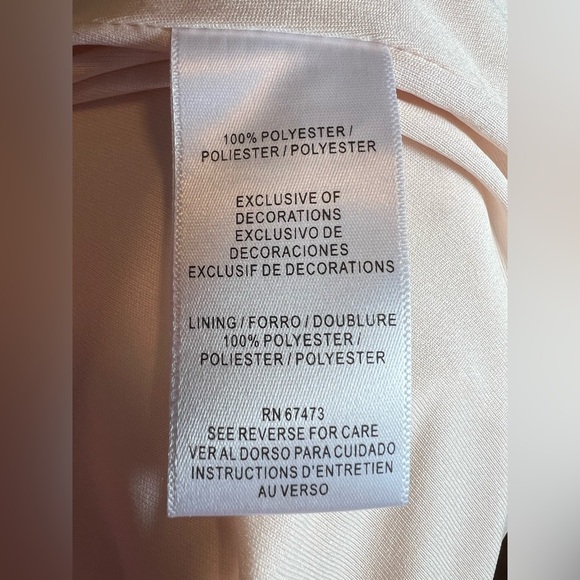 100% POLYESTER /
POLIESTER / POLYESTER
EXCLUSIVE OF
DECORATIONS
EXCLUSIVO DE
DECORACIONES
EXCLUSIF DE DECORATIONS
LINING / FORRO / DOUBLURE
100% POLYESTER /
POLIESTER / POLYESTER
RN 67473
SEE REVERSE FOR CARE
VER AL DORSO PARA CUIDADO
INSTRUCTIONS D'ENTRETIEN
AU VERSO